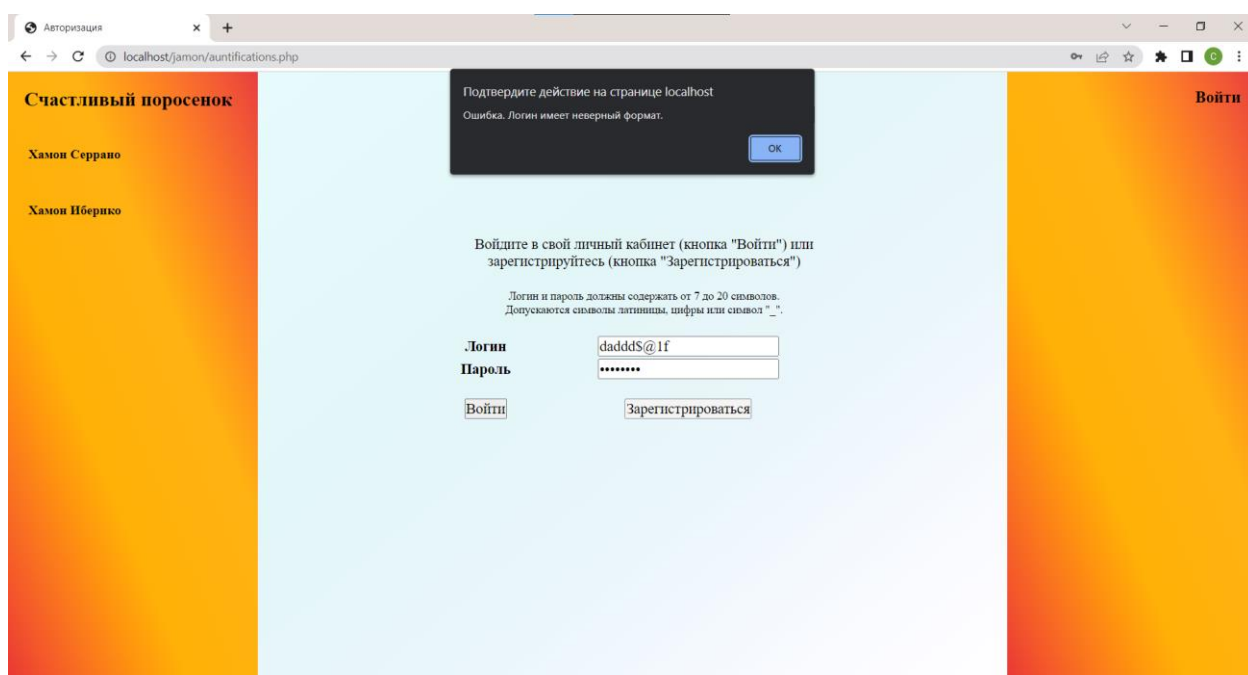 Авторизация
localhost/jamon/auntifications.php
C
Счастливый поросенок
Войти
Подтвердите действие на странице localhost
Ошибка. Логин имеет неверный формат.
OK
Хамон Серрано
Хамон Иберико
Войдите в свой личный кабинет (кнопка "Войти") или
зарегистрируйтесь (кнопка "Зарегистрироваться")
Логин и пароль должны содержать от 7 до 20 символов.
Допускаются символы латиницы, цифры или символ "_".
Логин daddd$@1f
Пароль ••••••••
Войти Зарегистрироваться